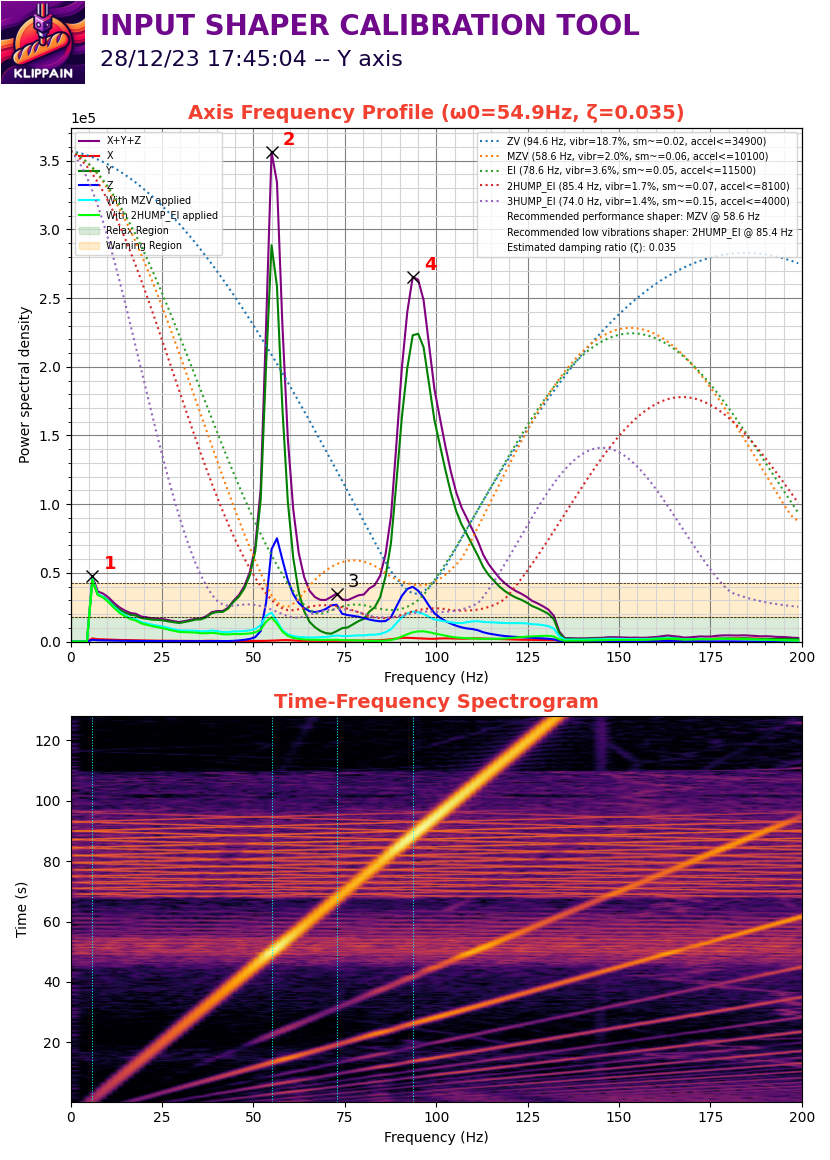 KLIPPAIN
INPUT SHAPER CALIBRATION TOOL
28/12/23 17:45:04 -- Y axis
Axis Frequency Profile (ω0=54.9Hz, ζ=0.035)
1e5
X+Y+Z
X
Y
Z
With MZV applied
With 2HUMP_EI applied
Relax Region
Warning Region
ZV (94.6 Hz, vibr=18.7%, sm~=0.02, accel<=34900)
MZV (58.6 Hz, vibr=2.0%, sm~=0.06, accel<=10100)
EI (78.6 Hz, vibr=3.6%, sm~=0.05, accel<=11500)
2HUMP_EI (85.4 Hz, vibr=1.7%, sm~=0.07, accel<=8100)
3HUMP_EI (74.0 Hz, vibr=1.4%, sm~=0.15, accel<=4000)
Recommended performance shaper: MZV @ 58.6 Hz
Recommended low vibrations shaper: 2HUMP_EI @ 85.4 Hz
Estimated damping ratio (ζ): 0.035
1
2
3
4
Power spectral density
3.5
3.0
2.5
2.0
1.5
1.0
0.5
0.0
0 25 50 75 100 125 150 175 200
Frequency (Hz)
Time-Frequency Spectrogram
Time (s)
120
100
80
60
40
20
0 25 50 75 100 125 150 175 200
Frequency (Hz)